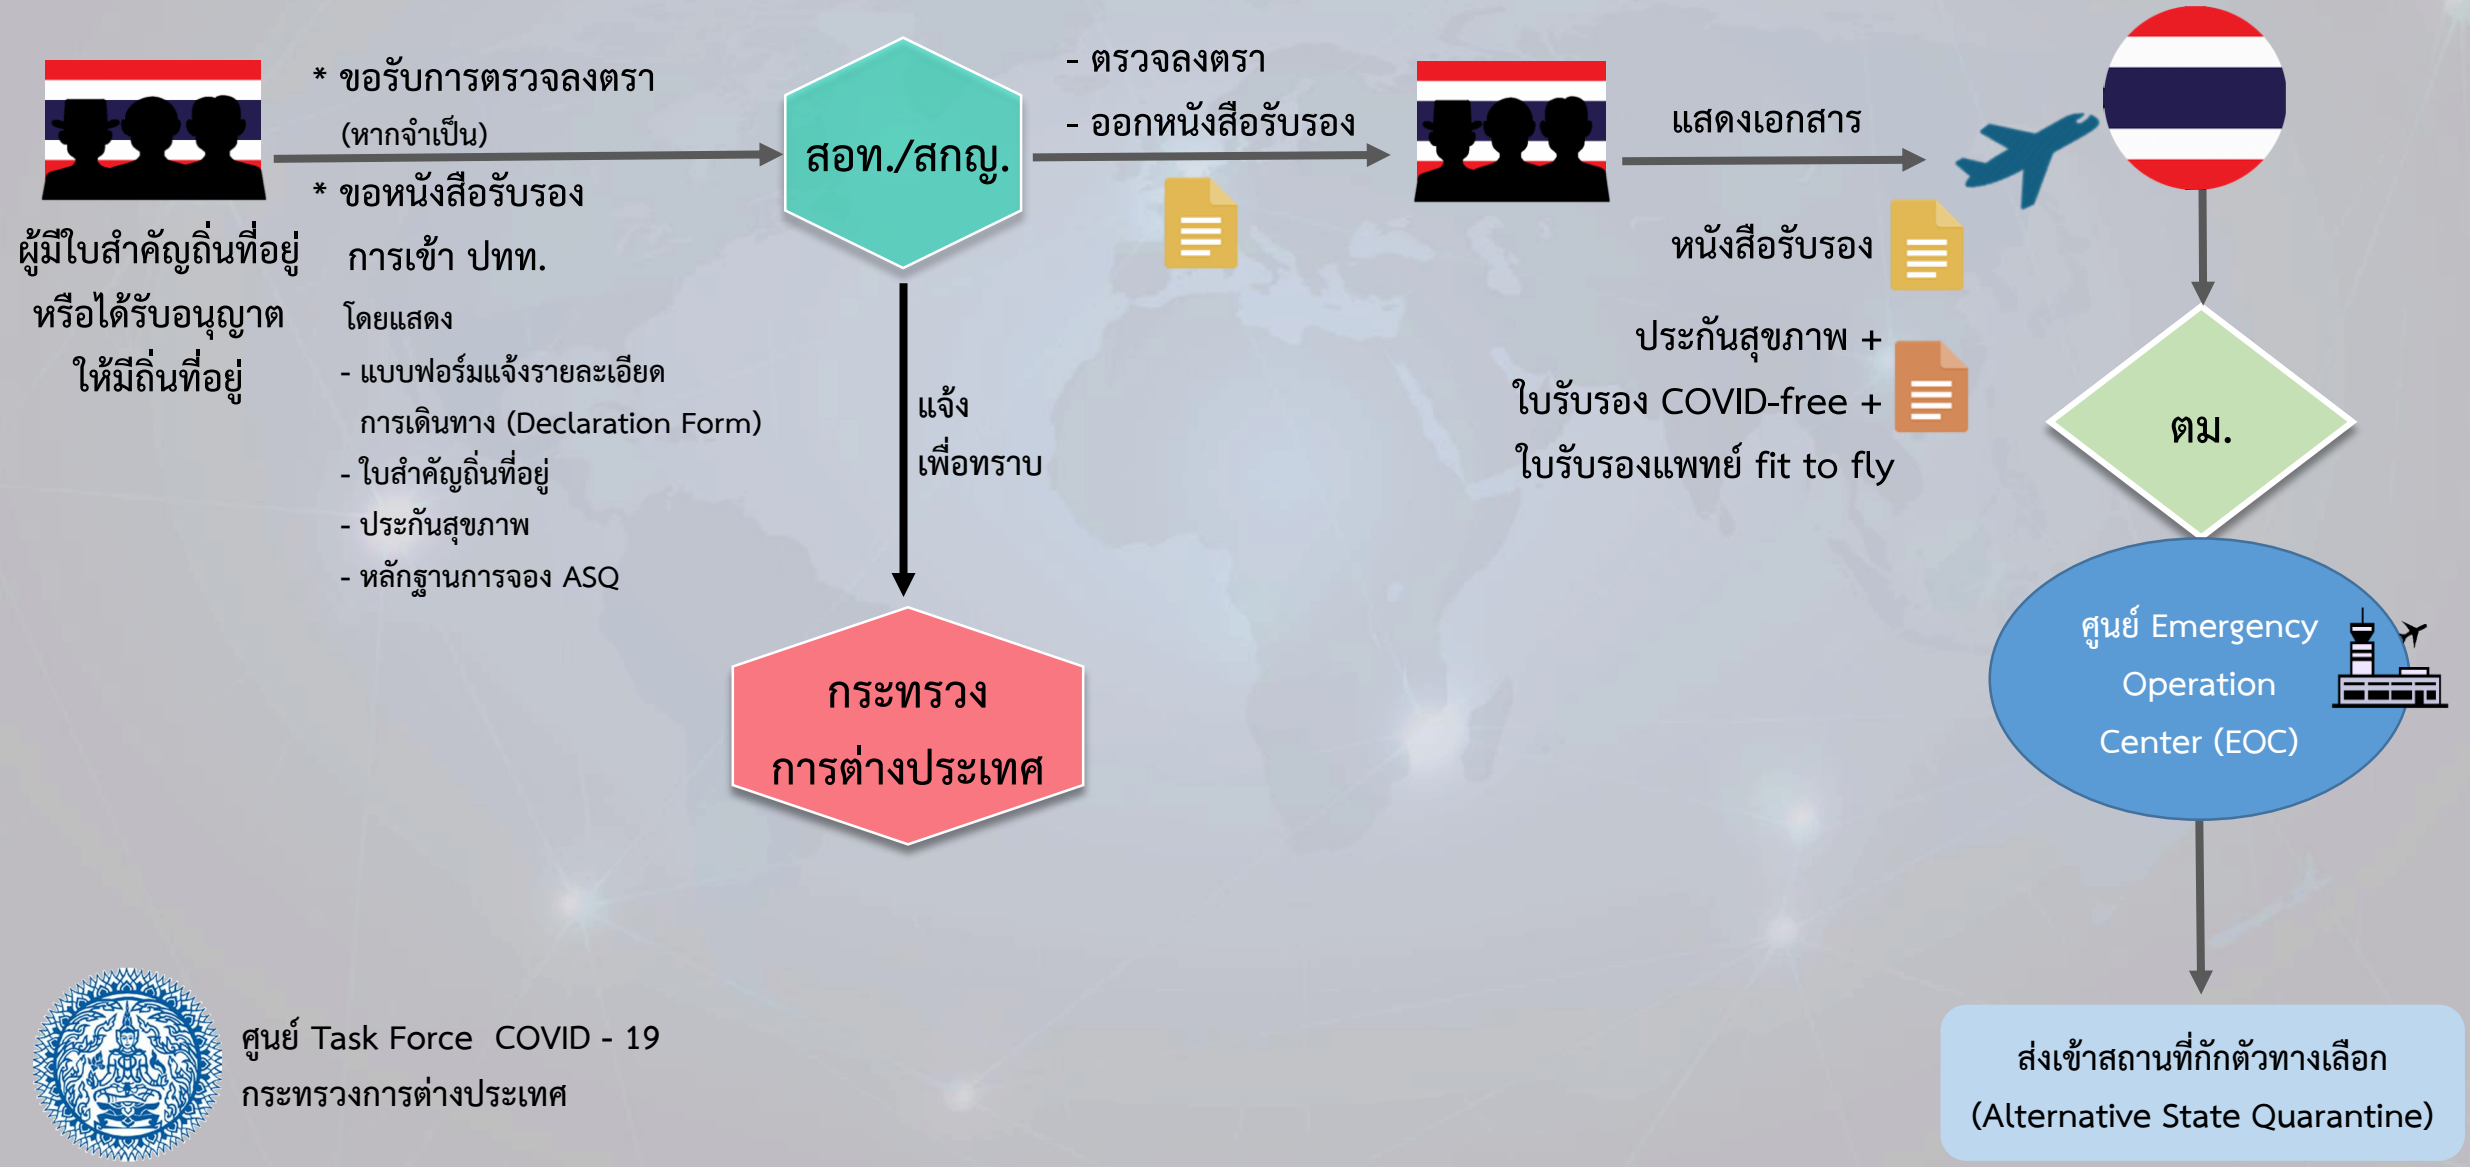 ผู้มีใบสำคัญถิ่นที่อยู่
หรือได้รับอนุญาต
ให้มีถิ่นที่อยู่
* ขอรับการตรวจลงตรา
(หากจำเป็น)
* ขอหนังสือรับรอง
การเข้า ปทท.
โดยแสดง
- แบบฟอร์มแจ้งรายละเอียด
การเดินทาง (Declaration Form)
- ใบสำคัญถิ่นที่อยู่
- ประกันสุขภาพ
- หลักฐานการจอง ASQ
สอท./สกญ.
แจ้ง
เพื่อทราบ
กระทรวง
การต่างประเทศ
- ตรวจลงตรา
- ออกหนังสือรับรอง
แสดงเอกสาร
หนังสือรับรอง
ประกันสุขภาพ +
ใบรับรอง COVID-free +
ใบรับรองแพทย์ fit to fly
ตม.
ศูนย์ Emergency
Operation
Center (EOC)
ส่งเข้าสถานที่กักตัวทางเลือก
(Alternative State Quarantine)
ศูนย์ Task Force COVID - 19
กระทรวงการต่างประเทศ